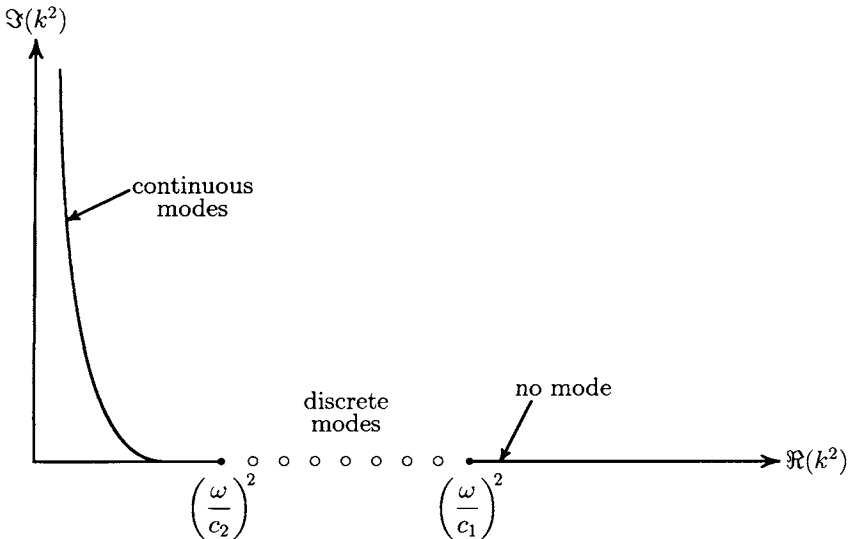 ℑ(k²)
continuous
modes
discrete
modes
no mode
ℜ(k²)
(ω/c₂)²
(ω/c₁)²